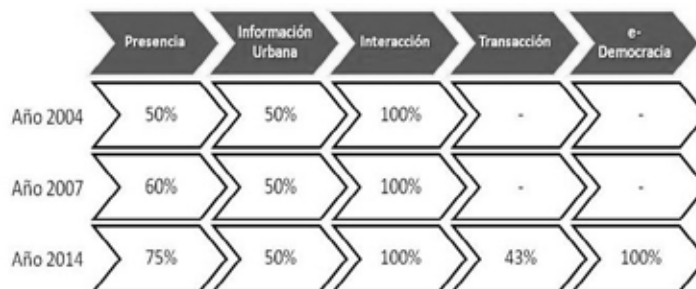 Presencia
Información
Urbana
Interacción
Transacción
e-
Democracia
Año 2004 50% 50% 100% - -
Año 2007 60% 50% 100% - -
Año 2014 75% 50% 100% 43% 100%